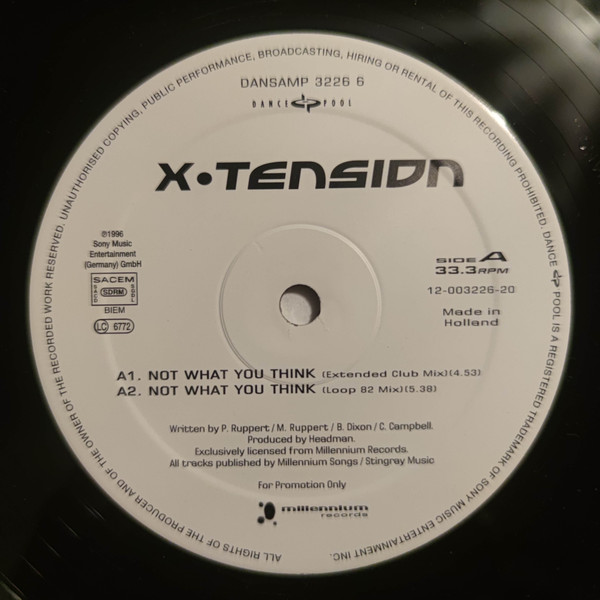 ALL RIGHTS OF THE PRODUCER AND OF THE OWNER OF THE RECORDED WORK RESERVED. UNAUTHORISED COPYING, PUBLIC PERFORMANCE, BROADCASTING, HIRING OR RENTAL OF THIS RECORDING PROHIBITED. DANCE POOL IS A REGISTERED TRADEMARK OF SONY MUSIC ENTERTAINMENT INC.
DANSAMP 3226 6
DANCE POOL
X•TENSION
℗1996
Sony Music
Entertainment
(Germany) GmbH
SACEM
SACD SDRM SGDL
BIEM
LC 6772
SIDE A
33.3RPM
12-003226-20
Made in
Holland
A1. NOT WHAT YOU THINK (Extended Club Mix)(4.53)
A2. NOT WHAT YOU THINK (Loop 82 Mix)(5.38)
Written by P. Ruppert / M. Ruppert / B. Dixon / C. Campbell.
Produced by Headman.
Exclusively licensed from Millennium Records.
All tracks published by Millennium Songs / Stingray Music
For Promotion Only
millennium
records